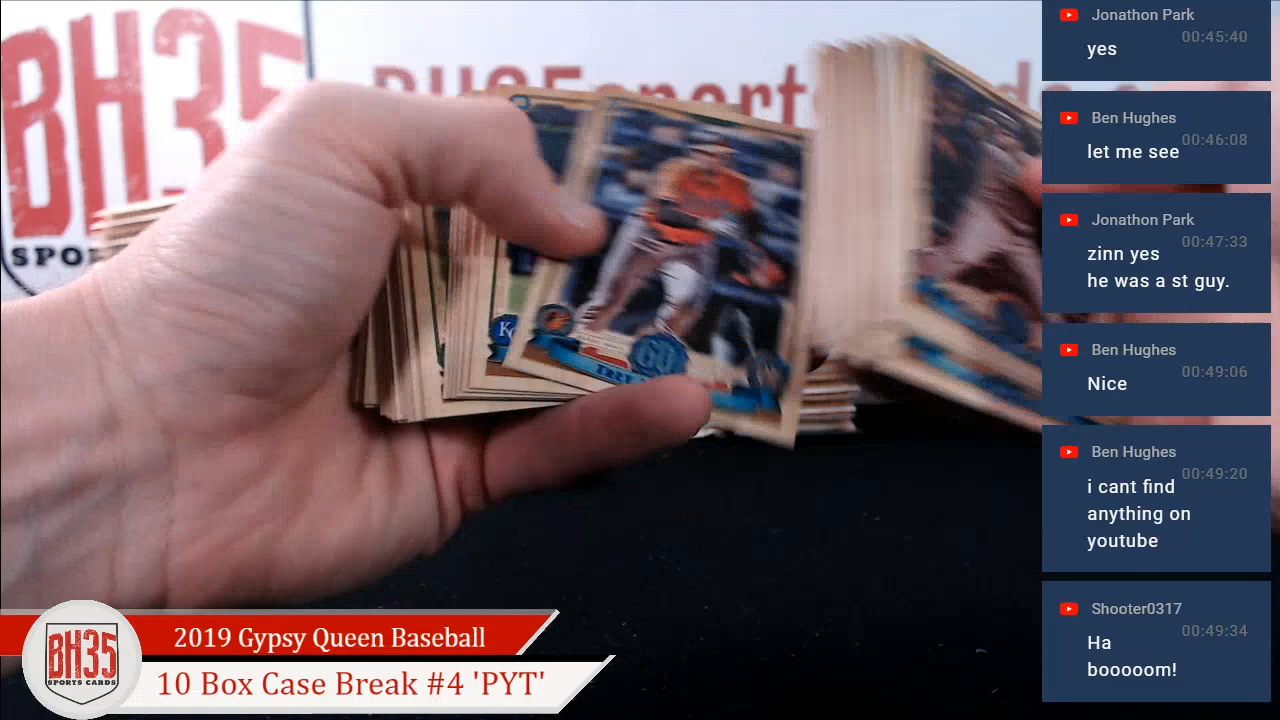 BH35
SPORTS CARDS
BH35
Jonathon Park
00:45:40
yes
Ben Hughes
00:46:08
let me see
Jonathon Park
00:47:33
zinn yes
he was a st guy.
Ben Hughes
00:49:06
Nice
Ben Hughes
00:49:20
i cant find
anything on
youtube
Shooter0317
00:49:34
Ha
booooom!
2019 Gypsy Queen Baseball
10 Box Case Break #4 'PYT'